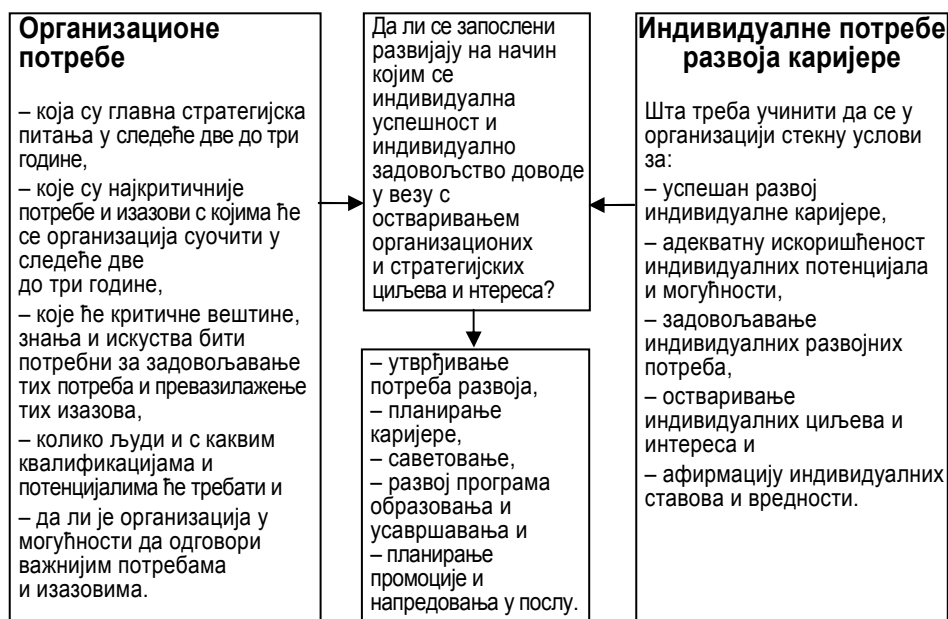 Организационе
потребе
– која су главна стратегијска
питања у следеће две до три
године,
– које су најкритичније
потребе и изазови с којима ће
се организација суочити у
следеће две
до три године,
– које ће критичне вештине,
знања и искуства бити
потребни за задовољавање
тих потреба и превазилажење
тих изазова,
– колико људи и с каквим
квалификацијама и
потенцијалима ће требати и
– да ли је организација у
могућности да одговори
важнијим потребама
и изазовима.
Да ли се запослени
развијају на начин
којим се
индивидуална
успешност и
индивидуално
задовољство доводе
у везу с
остваривањем
организационих
и стратегијских
циљева и нтереса?
– утврђивање
потреба развоја,
– планирање
каријере,
– саветовање,
– развој програма
образовања и
усавршавања и
– планирање
промоције и
напредовања у послу.
Индивидуалне потребе
развоја каријере
Шта треба учинити да се у
организацији стекну услови
за:
– успешан развој
индивидуалне каријере,
– адекватну искоришћеност
индивидуалних потенцијала
и могућности,
– задовољавање
индивидуалних развојних
потреба,
– остваривање
индивидуалних циљева и
интереса и
– афирмацију индивидуалних
ставова и вредности.